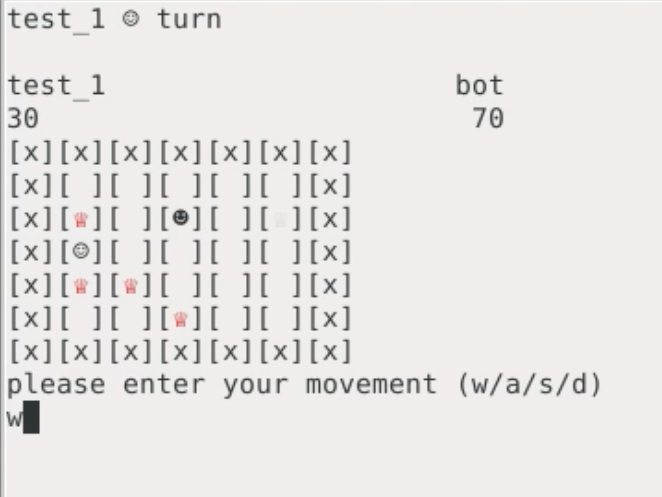 test_1 ☺ turn
test_1 bot
30 70
[x][x][x][x][x][x][x]
[x][ ][ ][ ][ ][ ][x]
[x][♕][ ][☻][ ][♕][x]
[x][☺][ ][ ][ ][ ][x]
[x][♕][♕][ ][ ][ ][x]
[x][ ][ ][♕][ ][ ][x]
[x][x][x][x][x][x][x]
please enter your movement (w/a/s/d)
w